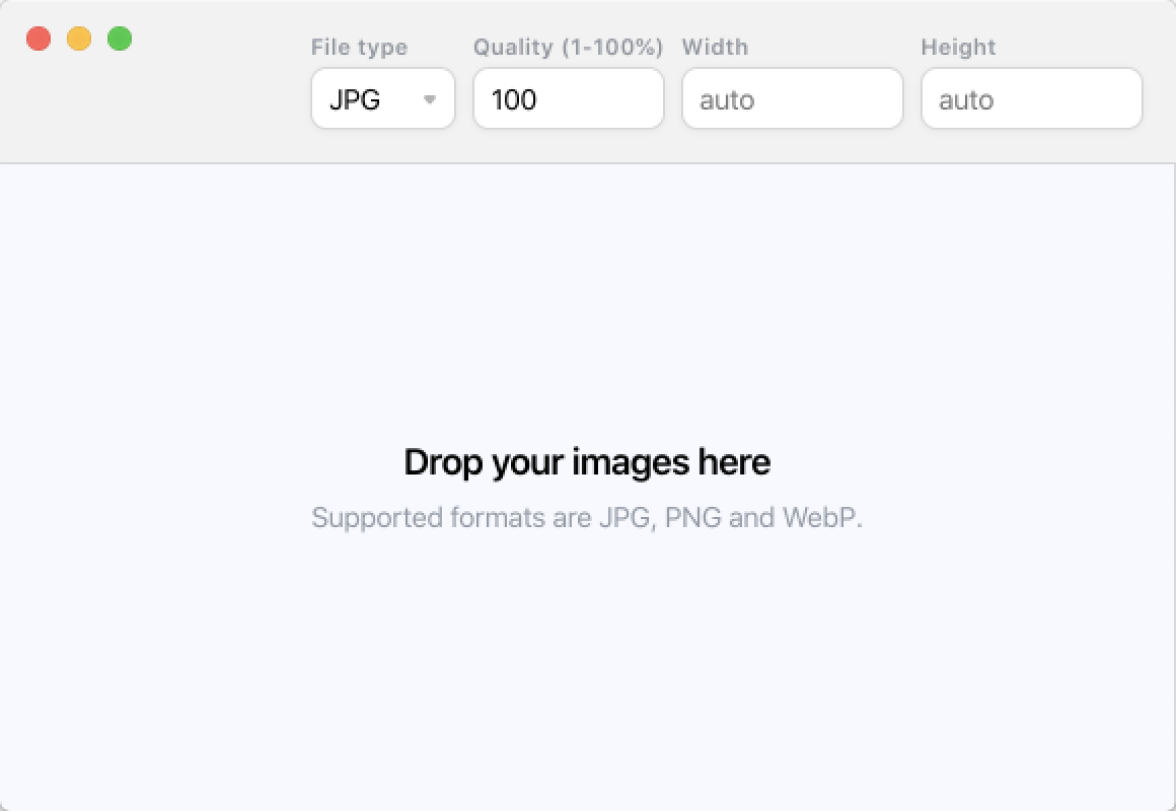 File type Quality (1-100%) Width Height
JPG 100 auto auto
Drop your images here
Supported formats are JPG, PNG and WebP.